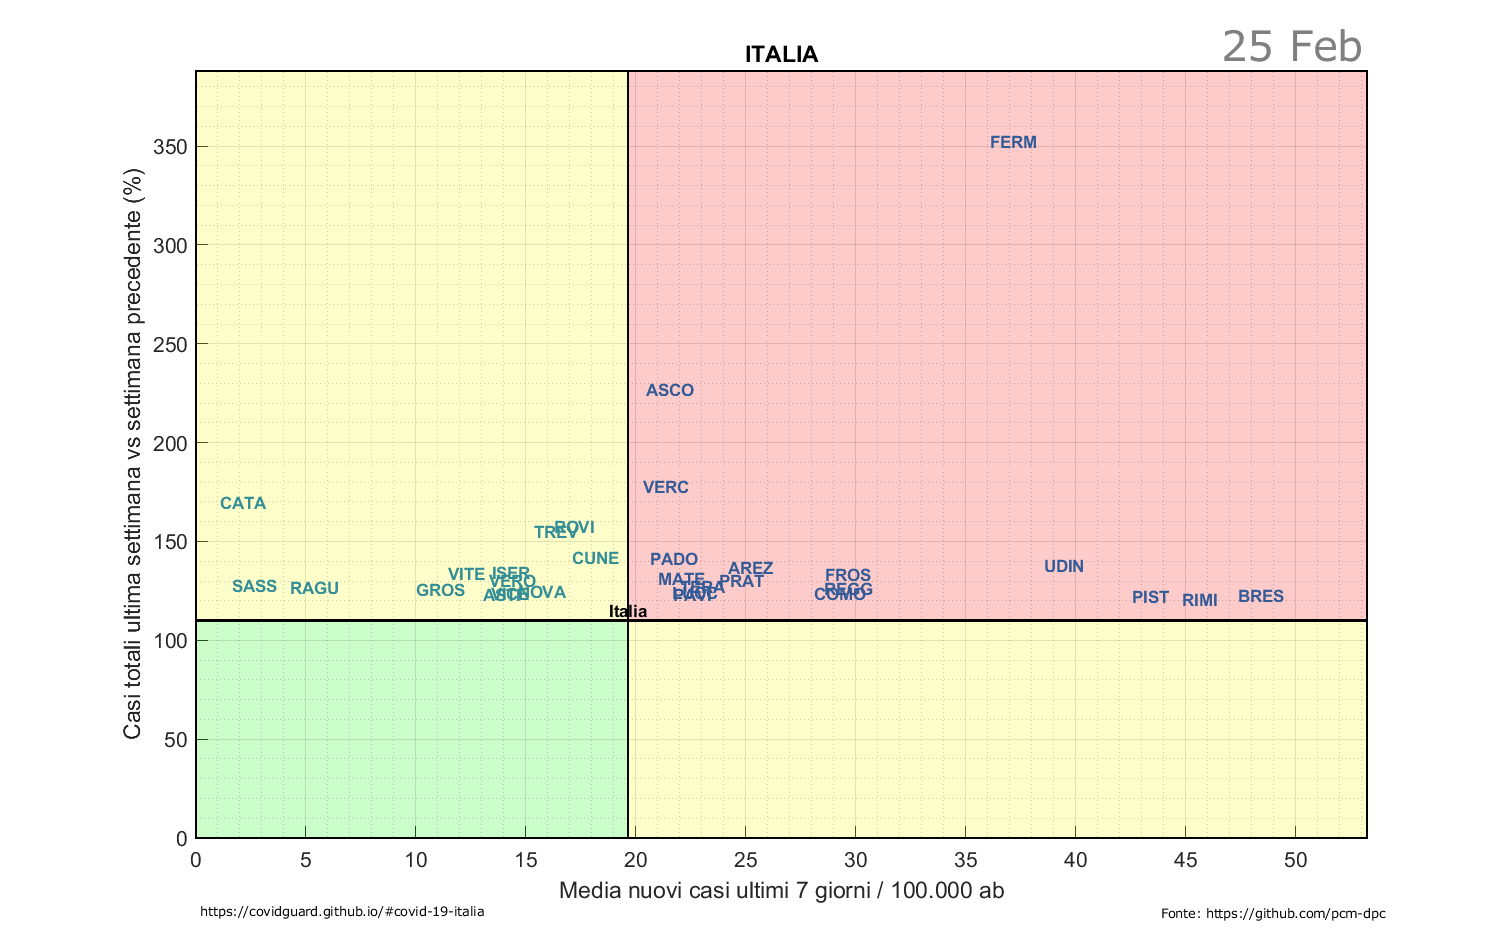 25 Feb
ITALIA
Casi totali ultima settimana vs settimana precedente (%)
350
300
250
200
150
100
50
0
FERM
ASCO
VERC
CATA
ROVI
TREV
CUNE
PADO
UDIN
AREZ
VITE
ISER
FROS
MATE
PRAT
VERO
SASS
RAGU
TERA
REGG
GROS
NOVA
COMO
PAVI
PIST
BRES
RIMI
Italia
0 5 10 15 20 25 30 35 40 45 50
Media nuovi casi ultimi 7 giorni / 100.000 ab
https://covidguard.github.io/#covid-19-italia
Fonte: https://github.com/pcm-dpc